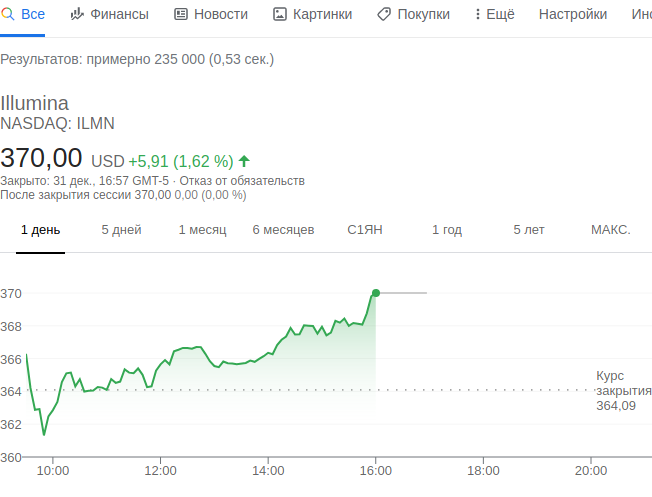 Все Финансы Новости Картинки Покупки Ещё Настройки Инс
Результатов: примерно 235 000 (0,53 сек.)
Illumina
NASDAQ: ILMN
370,00 USD +5,91 (1,62 %)
Закрыто: 31 дек., 16:57 GMT-5 · Отказ от обязательств
После закрытия сессии 370,00 0,00 (0,00 %)
1 день 5 дней 1 месяц 6 месяцев С1ЯН 1 год 5 лет МАКС.
370
368
366
364
362
360
Курс
закрытия
364,09
10:00 12:00 14:00 16:00 18:00 20:00